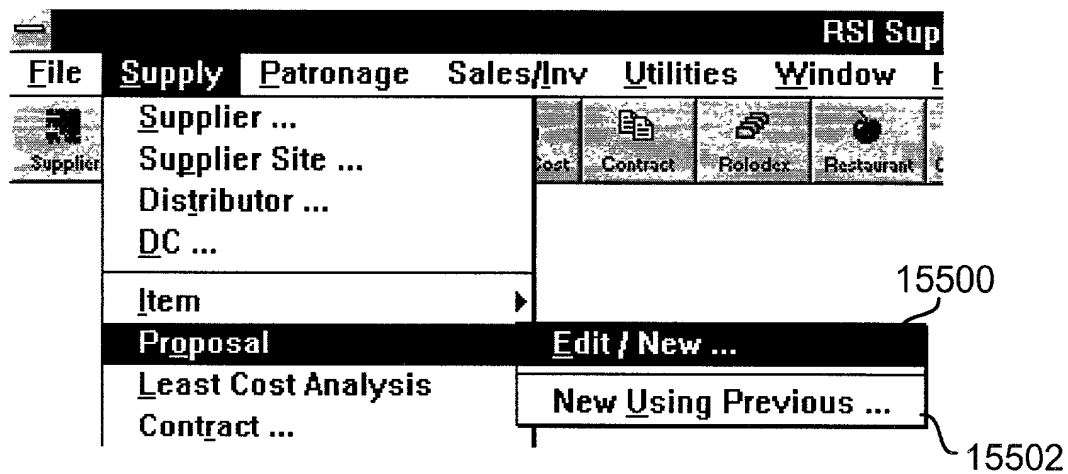 RSI Sup
File Supply Patronage Sales/Inv Utilities Window
Supplier ...
Supplier Cost Contract Rolodex Restaurant
Supplier Site ...
Distributor ...
DC ...
Item
15500
Proposal Edit / New ...
Least Cost Analysis
New Using Previous ...
Contract ...
15502